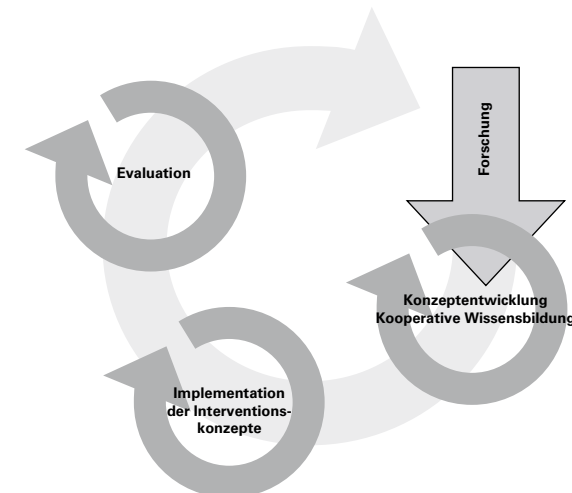 Forschung
Evaluation
Konzeptentwicklung
Kooperative Wissensbildung
Implementation
der Interventions-
konzepte